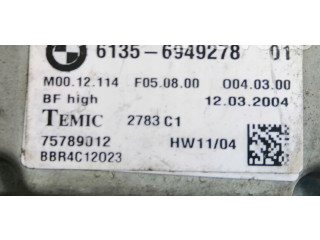 6135-6949278 01
M00.12.114 F05.08.00 O04.03.00
BF high 12.03.2004
TEMIC 2783 C1
75789012 HW11/04
BBR4C12023